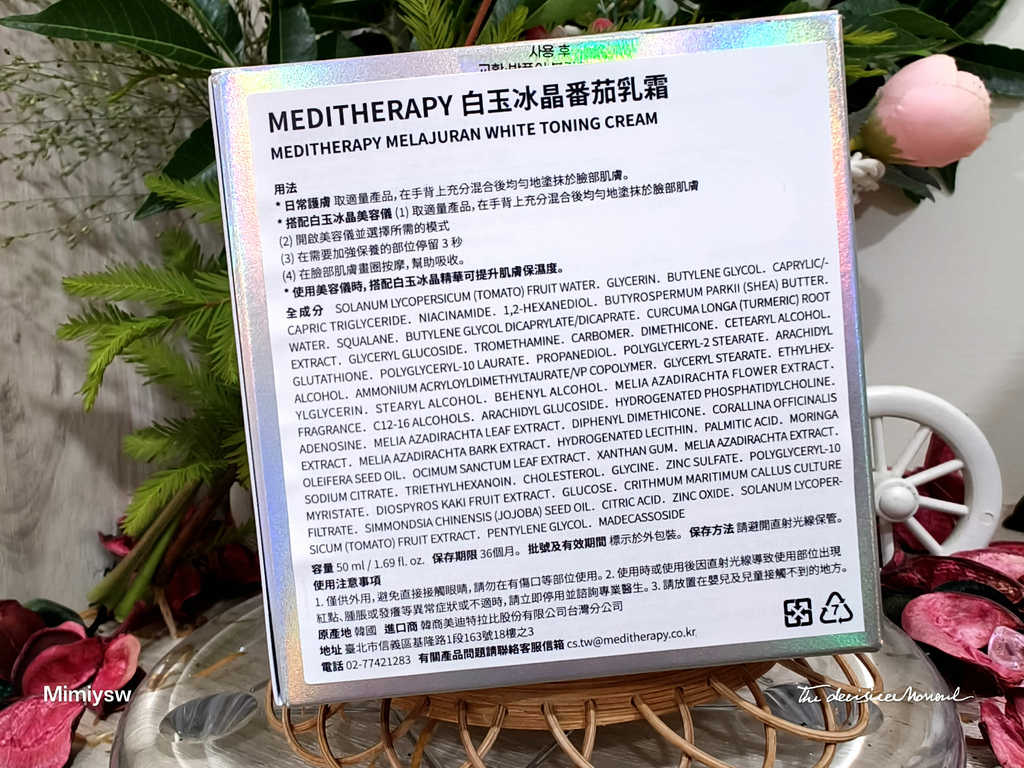 사용 후
MEDITHERAPY 白玉冰晶番茄乳霜
MEDITHERAPY MELAJURAN WHITE TONING CREAM
用法
* 日常護膚 取適量產品，在手背上充分混合後均勻地塗抹於臉部肌膚。
* 搭配白玉冰晶美容儀 (1) 取適量產品，在手背上充分混合後均勻地塗抹於臉部肌膚
(2) 開啟美容儀並選擇所需的模式
(3) 在需要加強保養的部位停留 3 秒
(4) 在臉部肌膚畫圈按摩，幫助吸收。
* 使用美容儀時，搭配白玉冰晶精華可提升肌膚保濕度。
全成分 SOLANUM LYCOPERSICUM (TOMATO) FRUIT WATER．GLYCERIN．BUTYLENE GLYCOL．CAPRYLIC/-
CAPRIC TRIGLYCERIDE．NIACINAMIDE．1,2-HEXANEDIOL．BUTYROSPERMUM PARKII (SHEA) BUTTER．
WATER．SQUALANE．BUTYLENE GLYCOL DICAPRYLATE/DICAPRATE．CURCUMA LONGA (TURMERIC) ROOT
EXTRACT．GLYCERYL GLUCOSIDE．TROMETHAMINE．CARBOMER．DIMETHICONE．CETEARYL ALCOHOL．
GLUTATHIONE．POLYGLYCERYL-10 LAURATE．PROPANEDIOL．POLYGLYCERYL-2 STEARATE．ARACHIDYL
ALCOHOL．AMMONIUM ACRYLOYLDIMETHYLTAURATE/VP COPOLYMER．GLYCERYL STEARATE．ETHYLHEX-
YLGLYCERIN．STEARYL ALCOHOL．BEHENYL ALCOHOL．MELIA AZADIRACHTA FLOWER EXTRACT．
FRAGRANCE．C12-16 ALCOHOLS．ARACHIDYL GLUCOSIDE．HYDROGENATED PHOSPHATIDYLCHOLINE．
ADENOSINE．MELIA AZADIRACHTA LEAF EXTRACT．DIPHENYL DIMETHICONE．CORALLINA OFFICINALIS
EXTRACT．MELIA AZADIRACHTA BARK EXTRACT．HYDROGENATED LECITHIN．PALMITIC ACID．MORINGA
OLEIFERA SEED OIL．OCIMUM SANCTUM LEAF EXTRACT．XANTHAN GUM．MELIA AZADIRACHTA EXTRACT．
SODIUM CITRATE．TRIETHYLHEXANOIN．CHOLESTEROL．GLYCINE．ZINC SULFATE．POLYGLYCERYL-10
MYRISTATE．DIOSPYROS KAKI FRUIT EXTRACT．GLUCOSE．CRITHMUM MARITIMUM CALLUS CULTURE
FILTRATE．SIMMONDSIA CHINENSIS (JOJOBA) SEED OIL．CITRIC ACID．ZINC OXIDE．SOLANUM LYCOPER-
SICUM (TOMATO) FRUIT EXTRACT．PENTYLENE GLYCOL．MADECASSOSIDE
容量 50 ml / 1.69 fl. oz. 保存期限 36個月。 批號及有效期間 標示於外包裝。 保存方法 請避開直射光線保管。
使用注意事項
1. 僅供外用，避免直接接觸眼睛，請勿在有傷口等部位使用。2. 使用時或使用後因直射光線導致使用部位出現
紅點、腫脹或發癢等異常症狀或不適時，請立即停用並諮詢專業醫生。3. 請放置在嬰兒及兒童接觸不到的地方。
原產地 韓國 進口商 韓商美迪特拉比股份有限公司台灣分公司
地址 臺北市信義區基隆路1段163號18樓之3
電話 02-77421283 有關產品問題請聯絡客服信箱 cs.tw@meditherapy.co.kr
7
Mimiysw